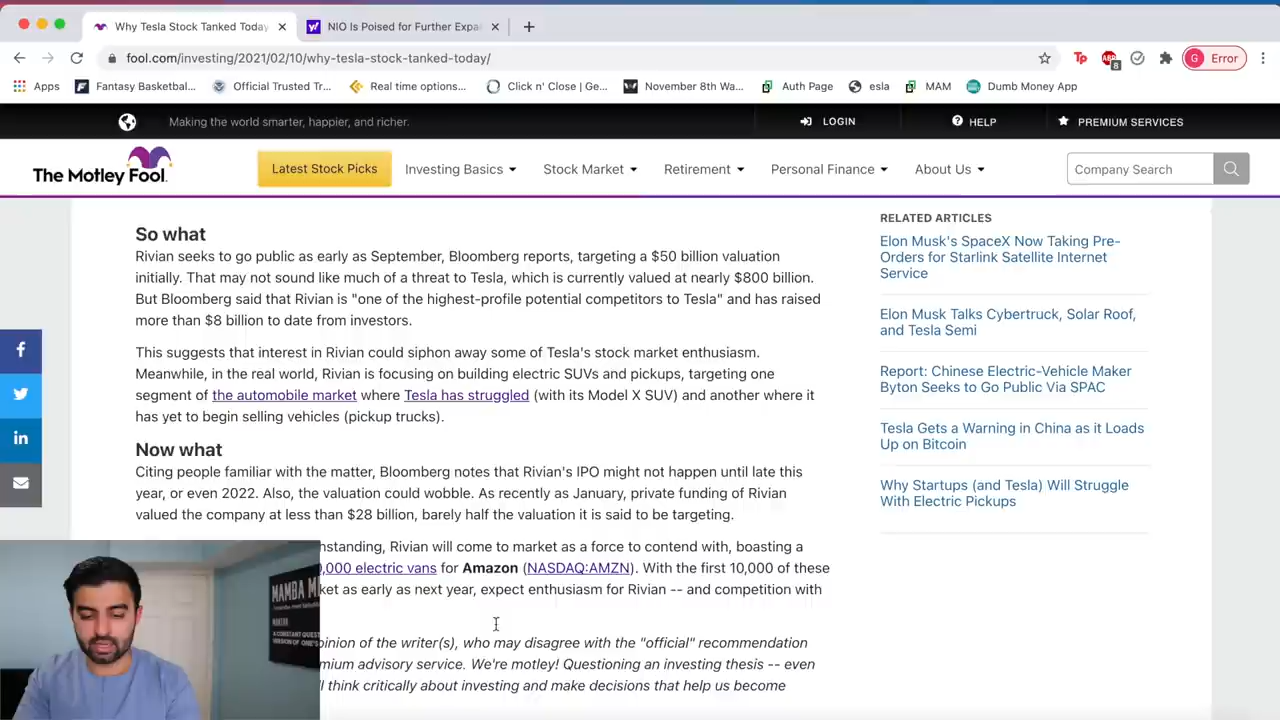 Why Tesla Stock Tanked Today
NIO Is Poised for Further Expa
fool.com/investing/2021/02/10/why-tesla-stock-tanked-today/
8
G Error
Apps
Fantasy Basketbal...
Official Trusted Tr...
Real time options...
Click n' Close | Ge...
November 8th Wa...
Auth Page
esla
MAM
Dumb Money App
Making the world smarter, happier, and richer.
LOGIN
HELP
PREMIUM SERVICES
The Motley Fool.
Latest Stock Picks
Investing Basics
Stock Market
Retirement
Personal Finance
About Us
Company Search
So what
Rivian seeks to go public as early as September, Bloomberg reports, targeting a $50 billion valuation
initially. That may not sound like much of a threat to Tesla, which is currently valued at nearly $800 billion.
But Bloomberg said that Rivian is "one of the highest-profile potential competitors to Tesla" and has raised
more than $8 billion to date from investors.
This suggests that interest in Rivian could siphon away some of Tesla's stock market enthusiasm.
Meanwhile, in the real world, Rivian is focusing on building electric SUVs and pickups, targeting one
segment of the automobile market where Tesla has struggled (with its Model X SUV) and another where it
has yet to begin selling vehicles (pickup trucks).
Now what
Citing people familiar with the matter, Bloomberg notes that Rivian's IPO might not happen until late this
year, or even 2022. Also, the valuation could wobble. As recently as January, private funding of Rivian
valued the company at less than $28 billion, barely half the valuation it is said to be targeting.
nstanding, Rivian will come to market as a force to contend with, boasting a
,000 electric vans for Amazon (NASDAQ:AMZN). With the first 10,000 of these
ket as early as next year, expect enthusiasm for Rivian -- and competition with
pinion of the writer(s), who may disagree with the "official" recommendation
mium advisory service. We're motley! Questioning an investing thesis -- even
ll think critically about investing and make decisions that help us become
RELATED ARTICLES
Elon Musk's SpaceX Now Taking Pre-
Orders for Starlink Satellite Internet
Service
Elon Musk Talks Cybertruck, Solar Roof,
and Tesla Semi
Report: Chinese Electric-Vehicle Maker
Byton Seeks to Go Public Via SPAC
Tesla Gets a Warning in China as it Loads
Up on Bitcoin
Why Startups (and Tesla) Will Struggle
With Electric Pickups
MAMBA M
A CONSTANT QUEST
VERSION OF ONE'S